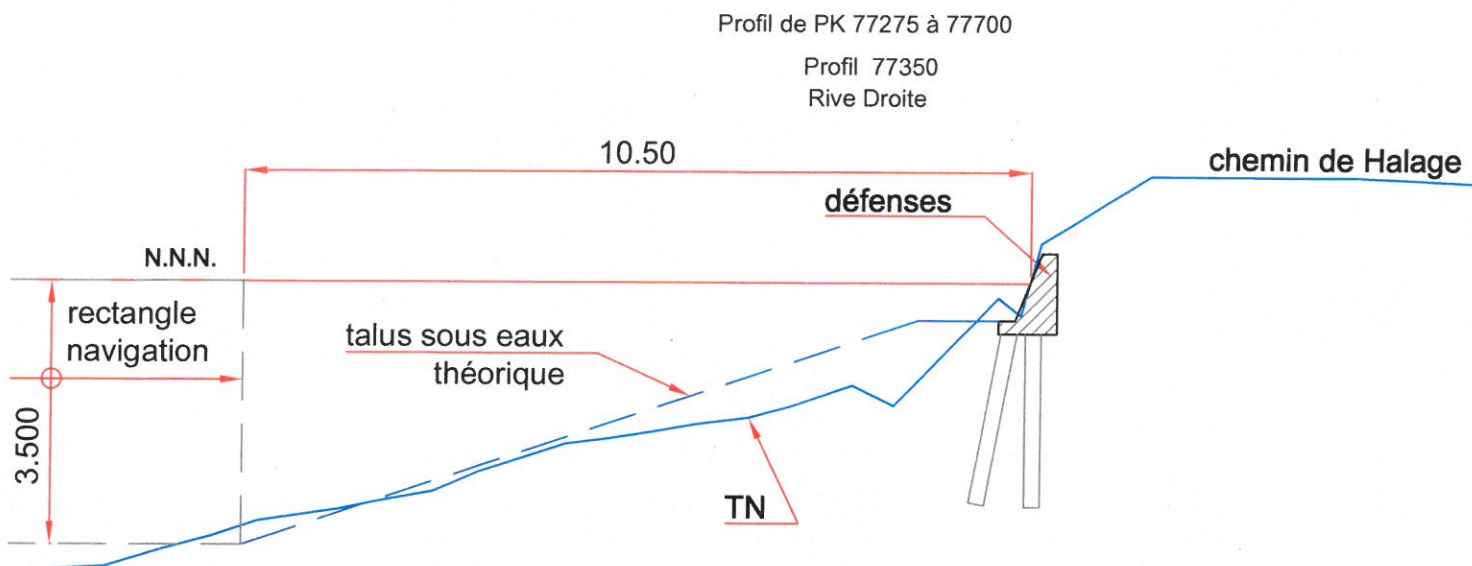 Profil de PK 77275 à 77700
Profil 77350
Rive Droite
10.50
chemin de Halage
défenses
N.N.N.
rectangle
navigation
talus sous eaux
théorique
3.500
TN